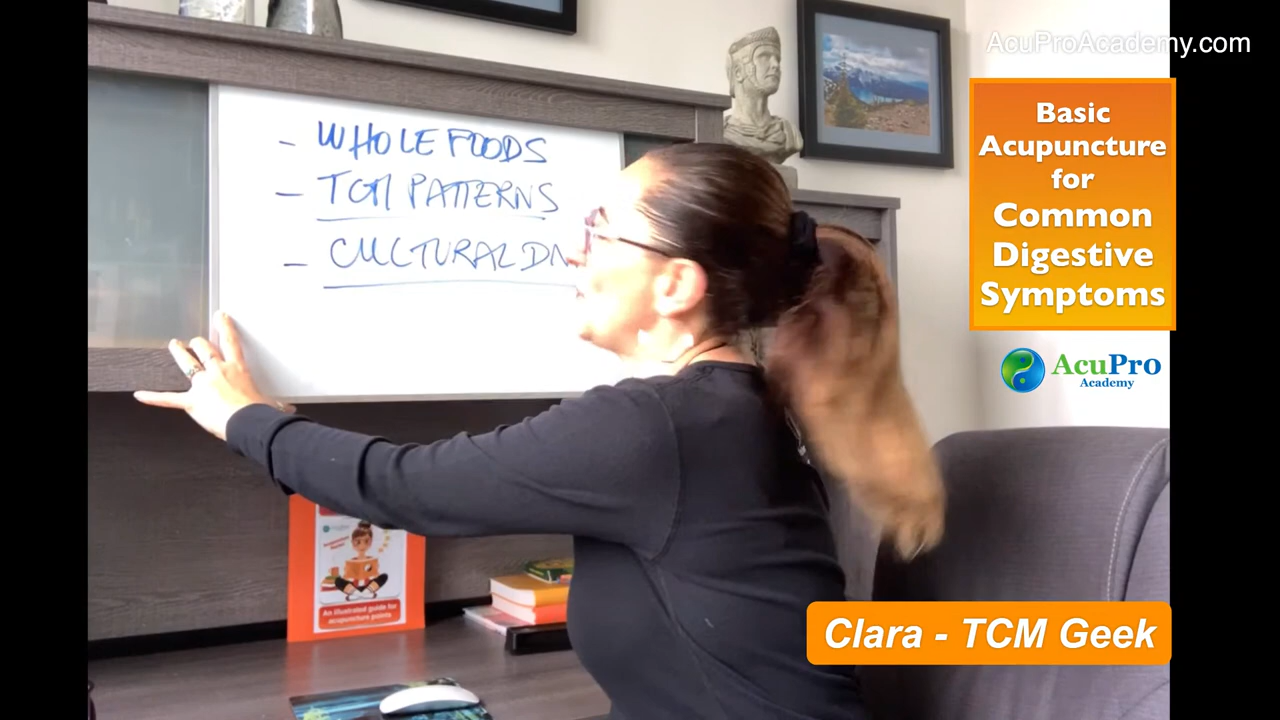 AcuProAcademy.com
- WHOLE FOODS
- TCM PATTERNS
- CULTURAL
Basic
Acupuncture
for
Common
Digestive
Symptoms
AcuPro
Academy
An illustrated guide for
acupuncture points
Clara - TCM Geek